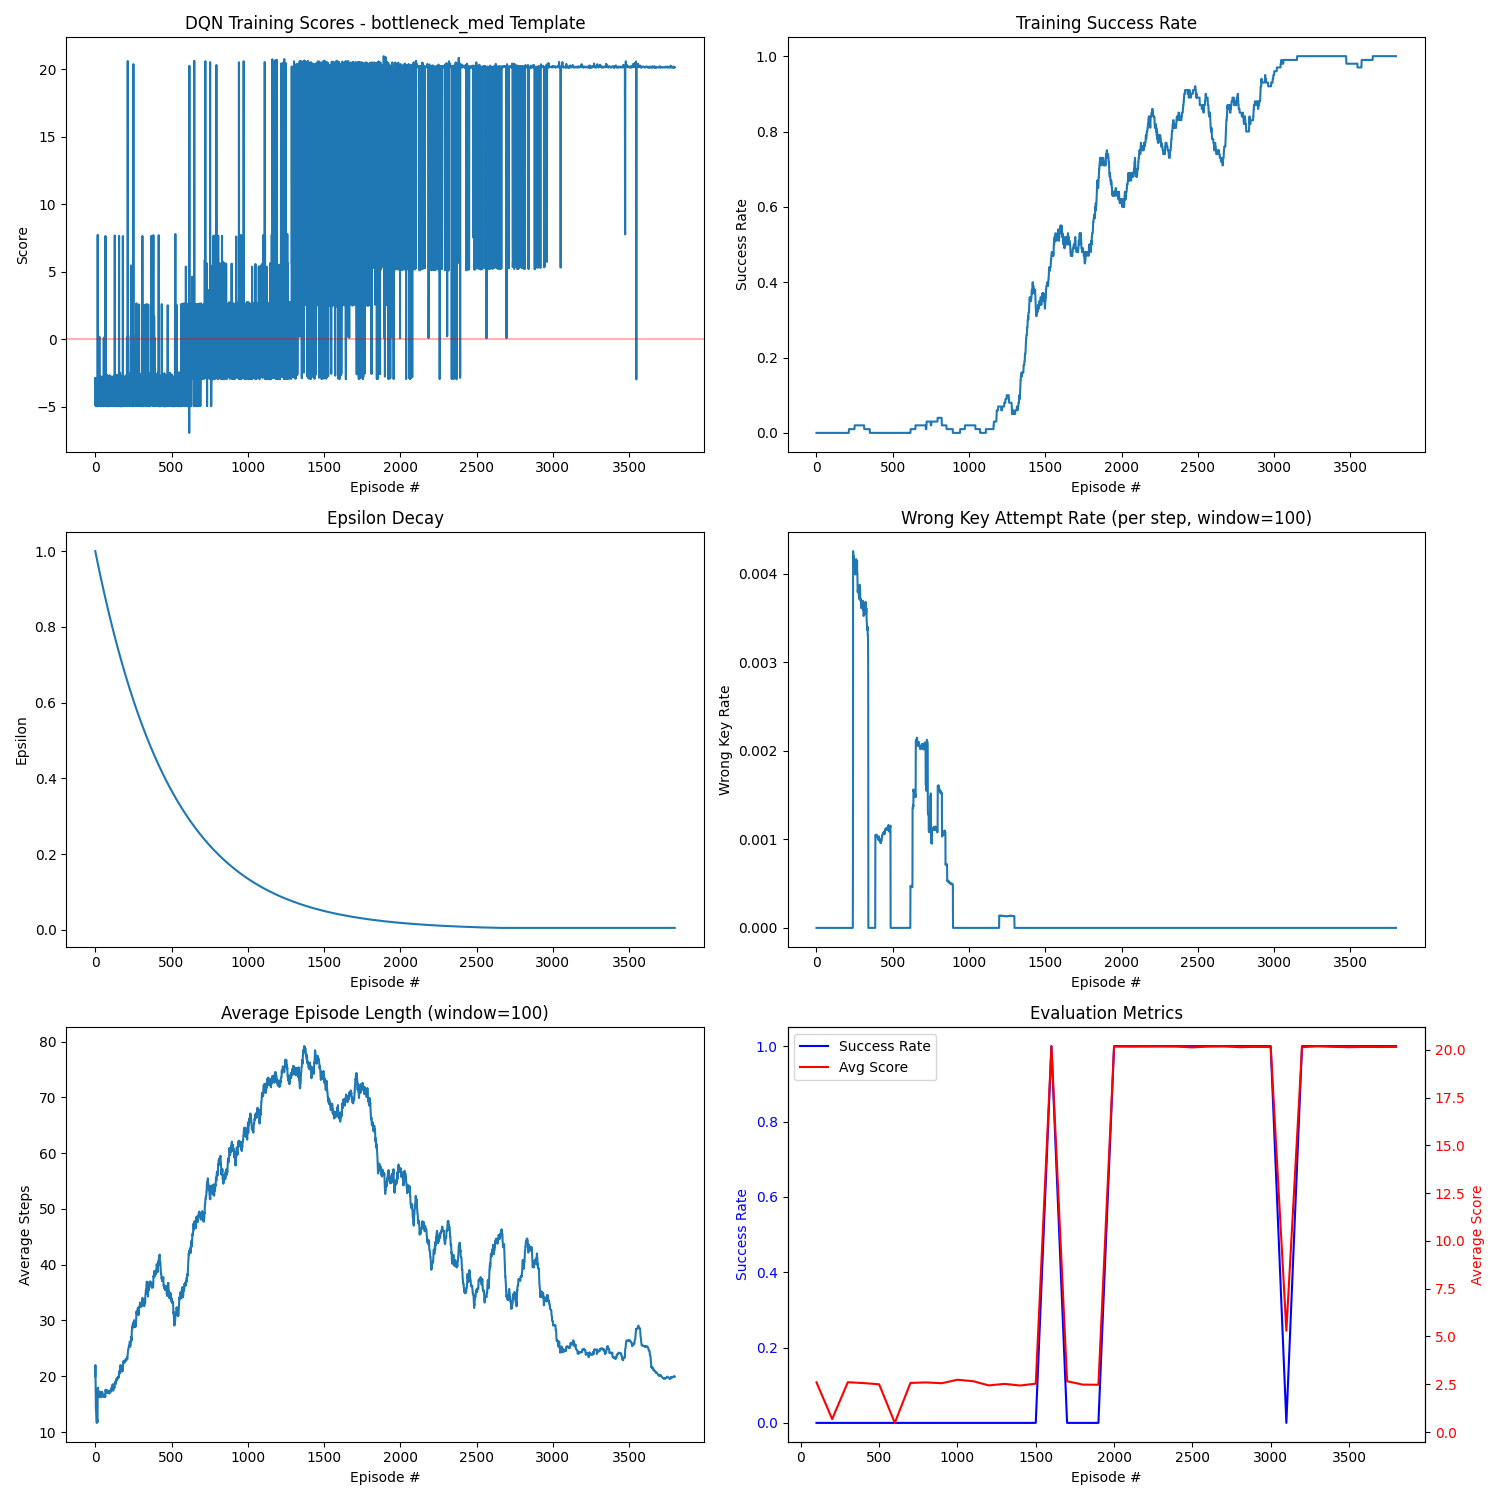 DQN Training Scores - bottleneck_med Template
Score
20
15
10
5
0
−5
0 500 1000 1500 2000 2500 3000 3500
Episode #
Training Success Rate
Success Rate
1.0
0.8
0.6
0.4
0.2
0.0
0 500 1000 1500 2000 2500 3000 3500
Episode #
Epsilon Decay
Epsilon
1.0
0.8
0.6
0.4
0.2
0.0
0 500 1000 1500 2000 2500 3000 3500
Episode #
Wrong Key Attempt Rate (per step, window=100)
Wrong Key Rate
0.004
0.003
0.002
0.001
0.000
0 500 1000 1500 2000 2500 3000 3500
Episode #
Average Episode Length (window=100)
Average Steps
80
70
60
50
40
30
20
10
0 500 1000 1500 2000 2500 3000 3500
Episode #
Evaluation Metrics
Success Rate
Avg Score
Success Rate
1.0
0.8
0.6
0.4
0.2
0.0
20.0
17.5
15.0
12.5
10.0
7.5
5.0
2.5
0.0
Average Score
0 500 1000 1500 2000 2500 3000 3500
Episode #